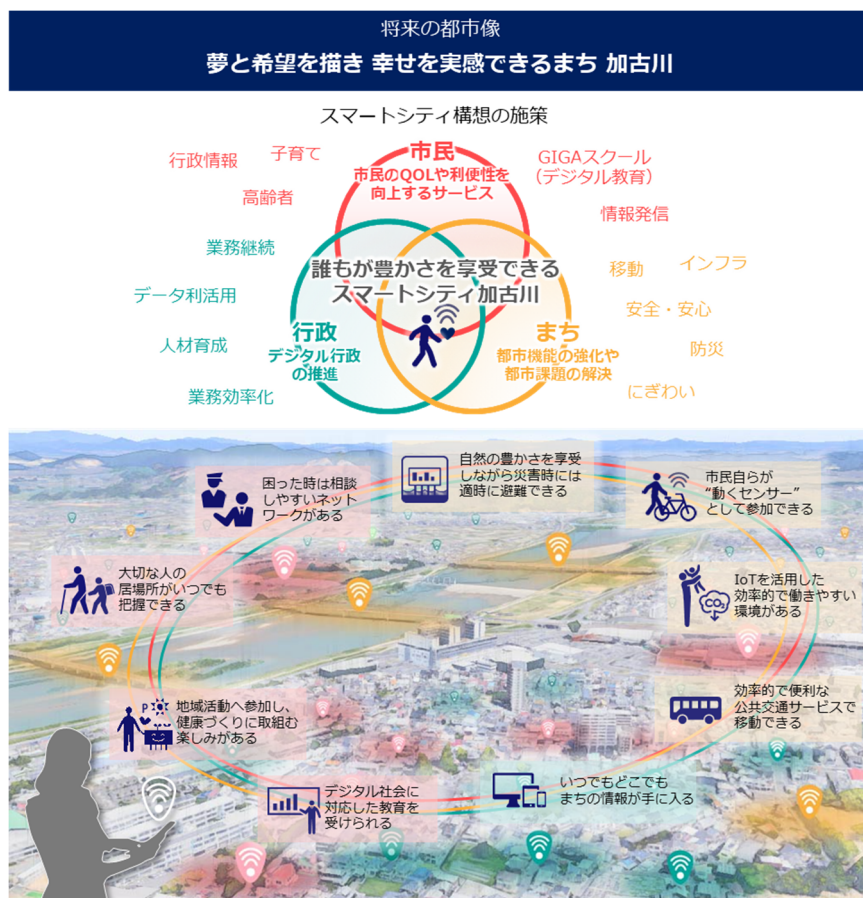 将来の都市像
夢と希望を描き 幸せを実感できるまち 加古川
スマートシティ構想の施策
市民
市民のQOLや利便性を
向上するサービス
行政情報
子育て
高齢者
GIGAスクール
（デジタル教育）
情報発信
業務継続
データ利活用
人材育成
業務効率化
誰もが豊かさを享受できる
スマートシティ加古川
行政
デジタル行政
の推進
まち
都市機能の強化や
都市課題の解決
移動
インフラ
安全・安心
防災
にぎわい
困った時は相談
しやすいネット
ワークがある
自然の豊かさを享受
しながら災害時には
適時に避難できる
市民自らが
“動くセンサー”
として参加できる
大切な人の
居場所がいつでも
把握できる
IoTを活用した
効率的で働きやすい
環境がある
CO₂
P
地域活動へ参加し、
健康づくりに取組む
楽しみがある
効率的で便利な
公共交通サービスで
移動できる
デジタル社会に
対応した教育を
受けられる
いつでもどこでも
まちの情報が手に入る